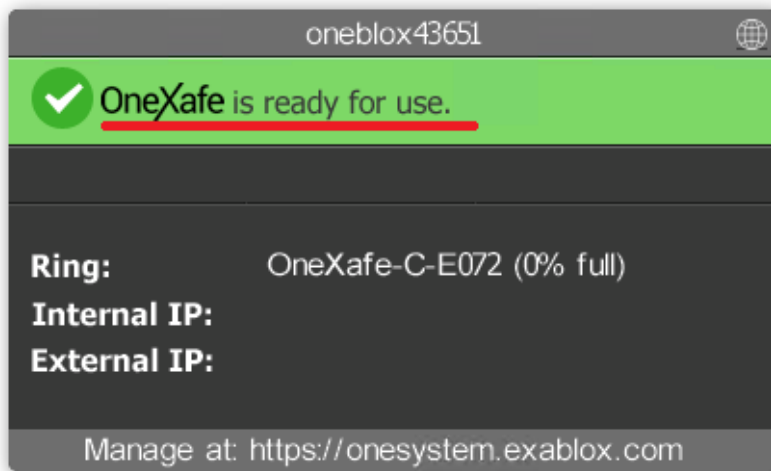 oneblox43651
OneXafe is ready for use.
Ring: OneXafe-C-E072 (0% full)
Internal IP:
External IP:
Manage at: https://onesystem.exablox.com